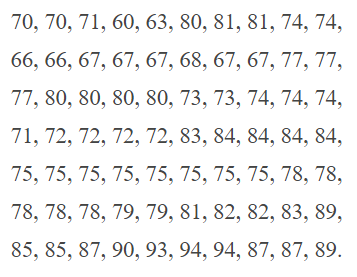 70, 70, 71, 60, 63, 80, 81, 81, 74, 74,
66, 66, 67, 67, 67, 68, 67, 67, 77, 77,
77, 80, 80, 80, 80, 73, 73, 74, 74, 74,
71, 72, 72, 72, 72, 83, 84, 84, 84, 84,
75, 75, 75, 75, 75, 75, 75, 75, 78, 78,
78, 78, 78, 79, 79, 81, 82, 82, 83, 89,
85, 85, 87, 90, 93, 94, 94, 87, 87, 89.